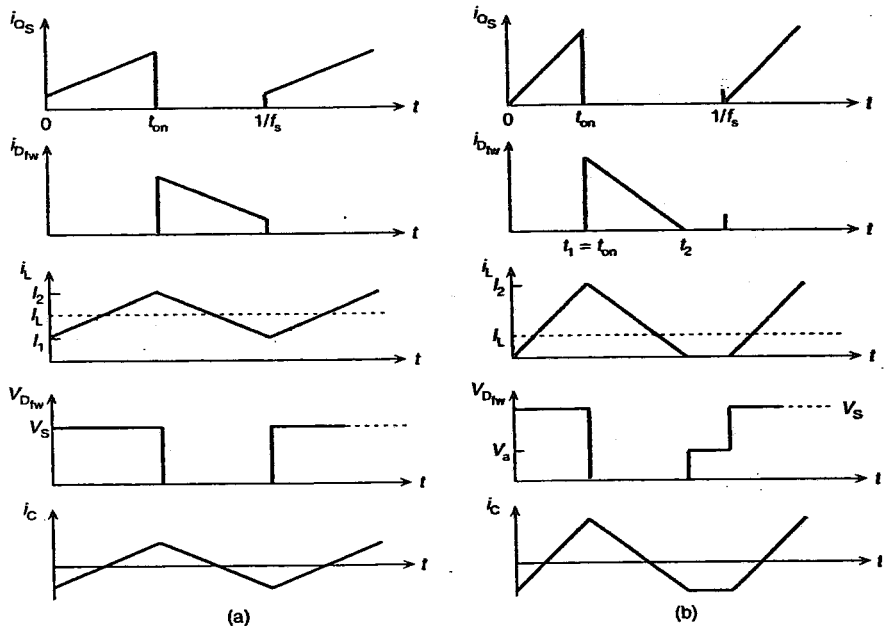 i_QS
t
0
t_on
1/f_s
i_Dfw
t
i_L
I_2
I_L
I_1
t
V_Dfw
V_S
t
i_C
t
(a)
i_QS
t
0
t_on
1/f_s
i_Dfw
t
t_1 = t_on
t_2
i_L
I_2
I_L
t
V_Dfw
V_S
V_a
t
i_C
t
(b)